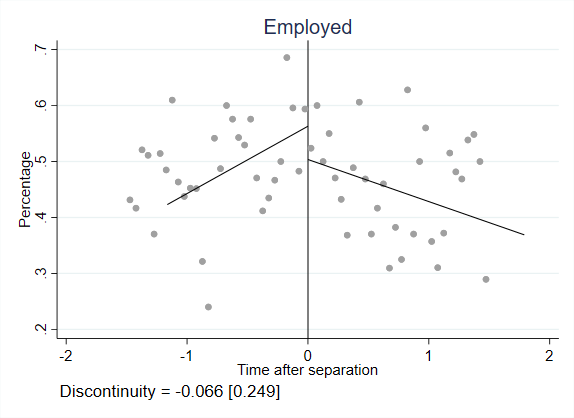 Employed
Percentage
.7
.6
.5
.4
.3
.2
-2 -1 0 1 2
Time after separation
Discontinuity = -0.066 [0.249]